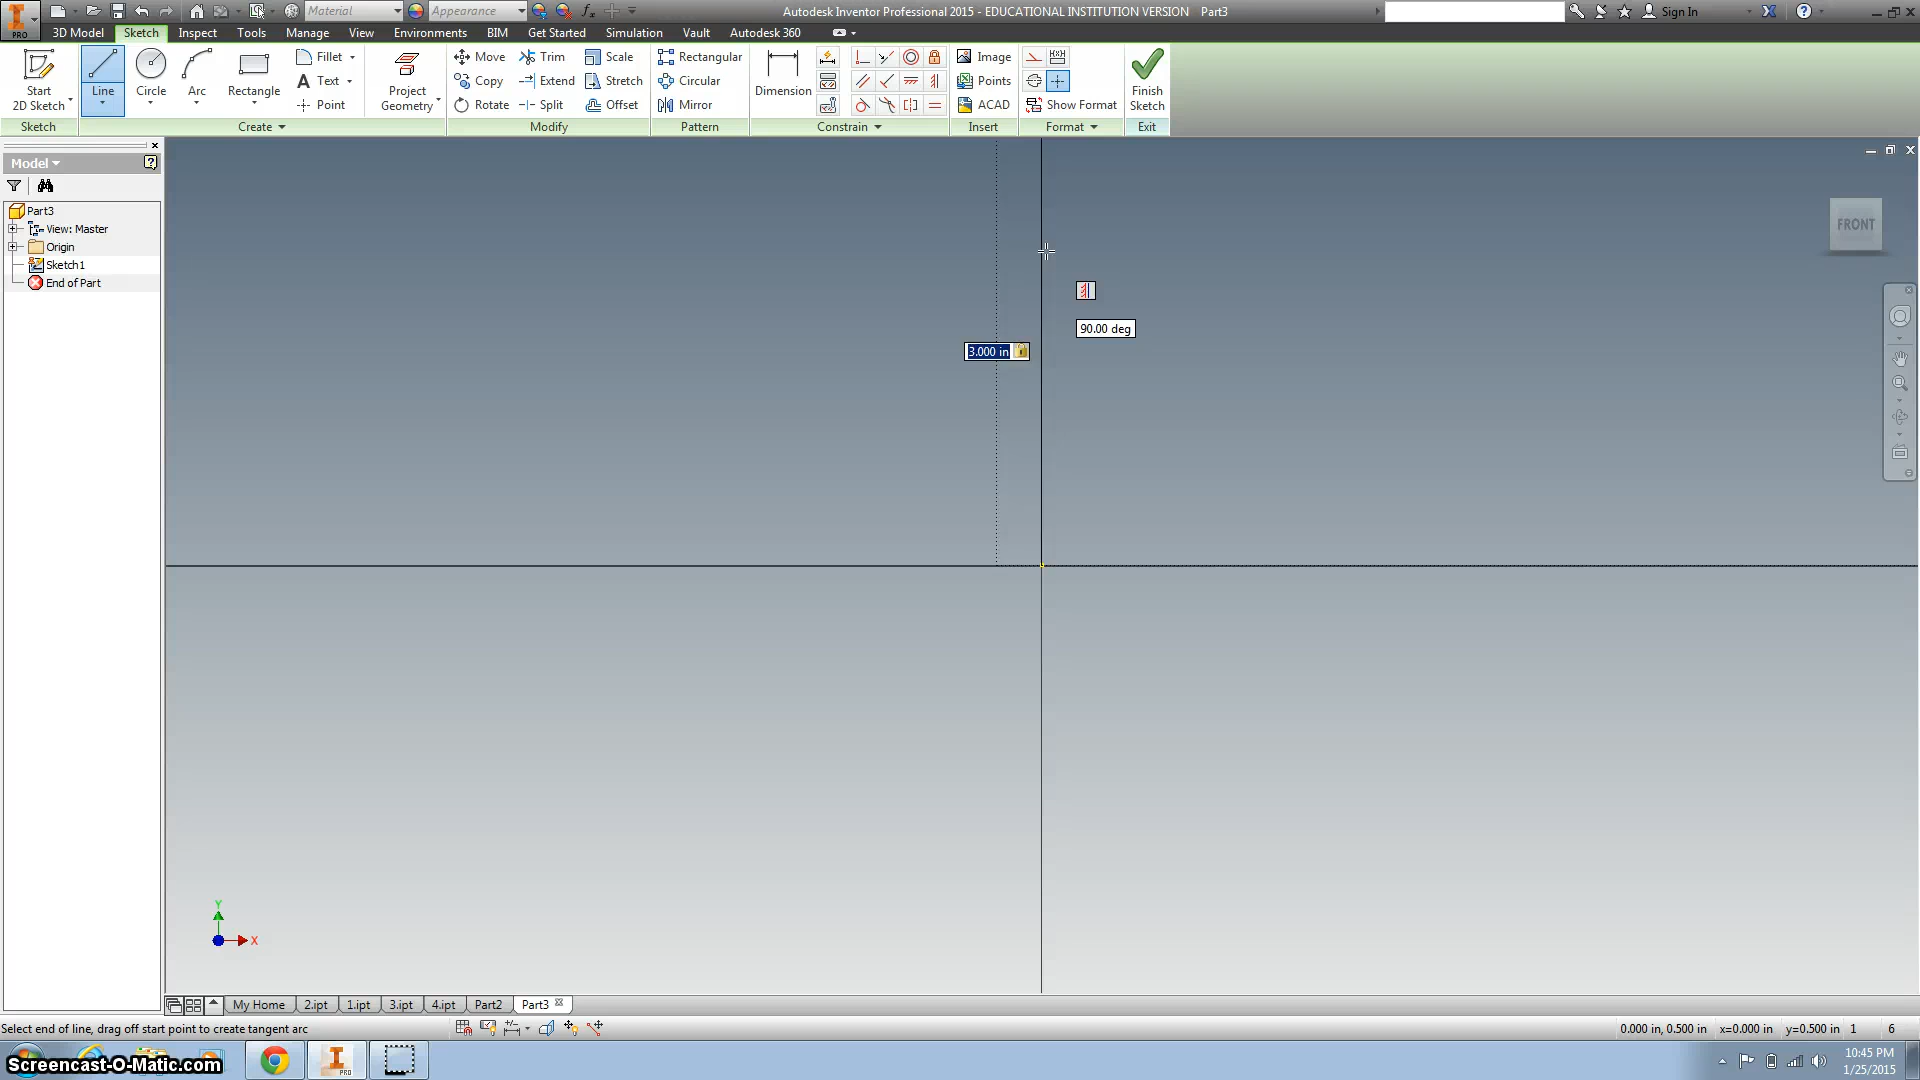 Material
Appearance
Autodesk Inventor Professional 2015 - EDUCATIONAL INSTITUTION VERSION Part3
Sign In
PRO
3D Model
Sketch
Inspect
Tools
Manage
View
Environments
BIM
Get Started
Simulation
Vault
Autodesk 360
Start
2D Sketch
Line
Circle
Arc
Rectangle
Fillet
Text
Point
Project
Geometry
Move
Copy
Rotate
Trim
Extend
Split
Scale
Stretch
Offset
Rectangular
Circular
Mirror
Dimension
Image
Points
ACAD
Show Format
Finish
Sketch
Sketch
Create
Modify
Pattern
Constrain
Insert
Format
Exit
Model
Part3
View: Master
Origin
Sketch1
End of Part
FRONT
90.00 deg
3.000 in
Y
X
My Home
2.ipt
1.ipt
3.ipt
4.ipt
Part2
Part3
Select end of line, drag off start point to create tangent arc
0.000 in, 0.500 in
x=0.000 in
y=0.500 in
1
6
Screencast-O-Matic.com
PRO
10:45 PM
1/25/2015